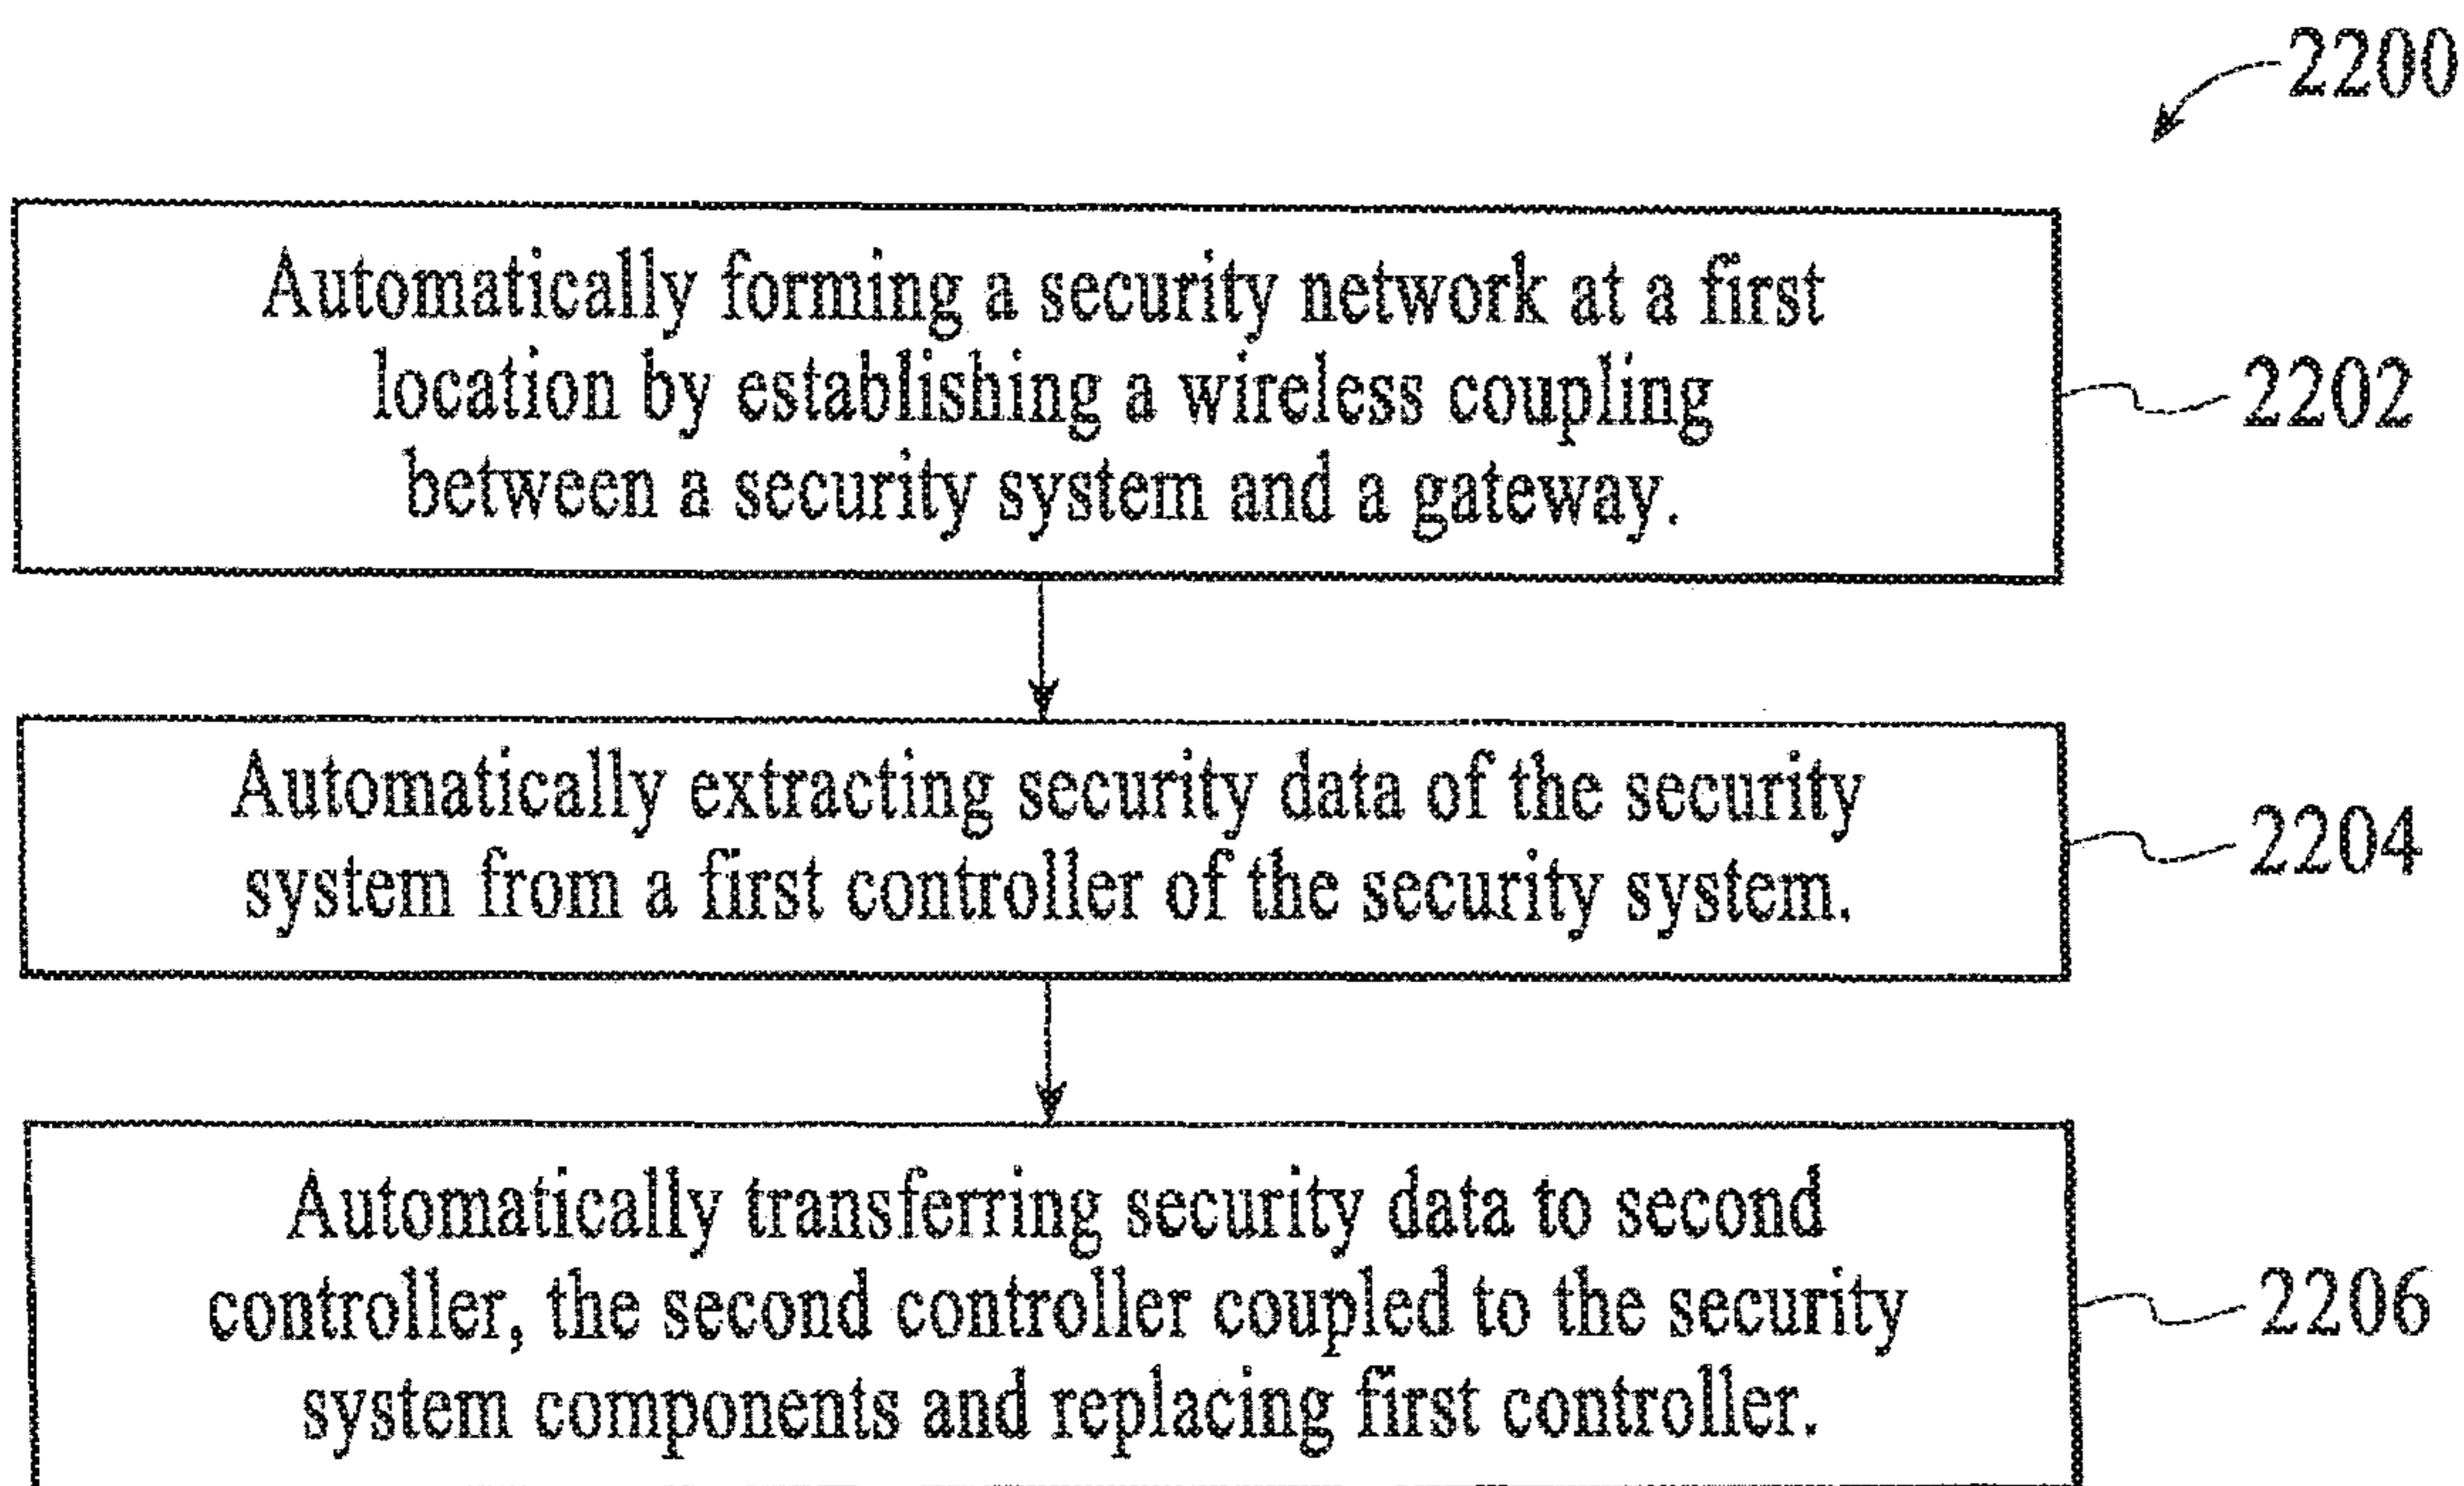 2200
Automatically forming a security network at a first
location by establishing a wireless coupling
between a security system and a gateway.
2202
Automatically extracting security data of the security
system from a first controller of the security system.
2204
Automatically transferring security data to second
controller, the second controller coupled to the security
system components and replacing first controller.
2206